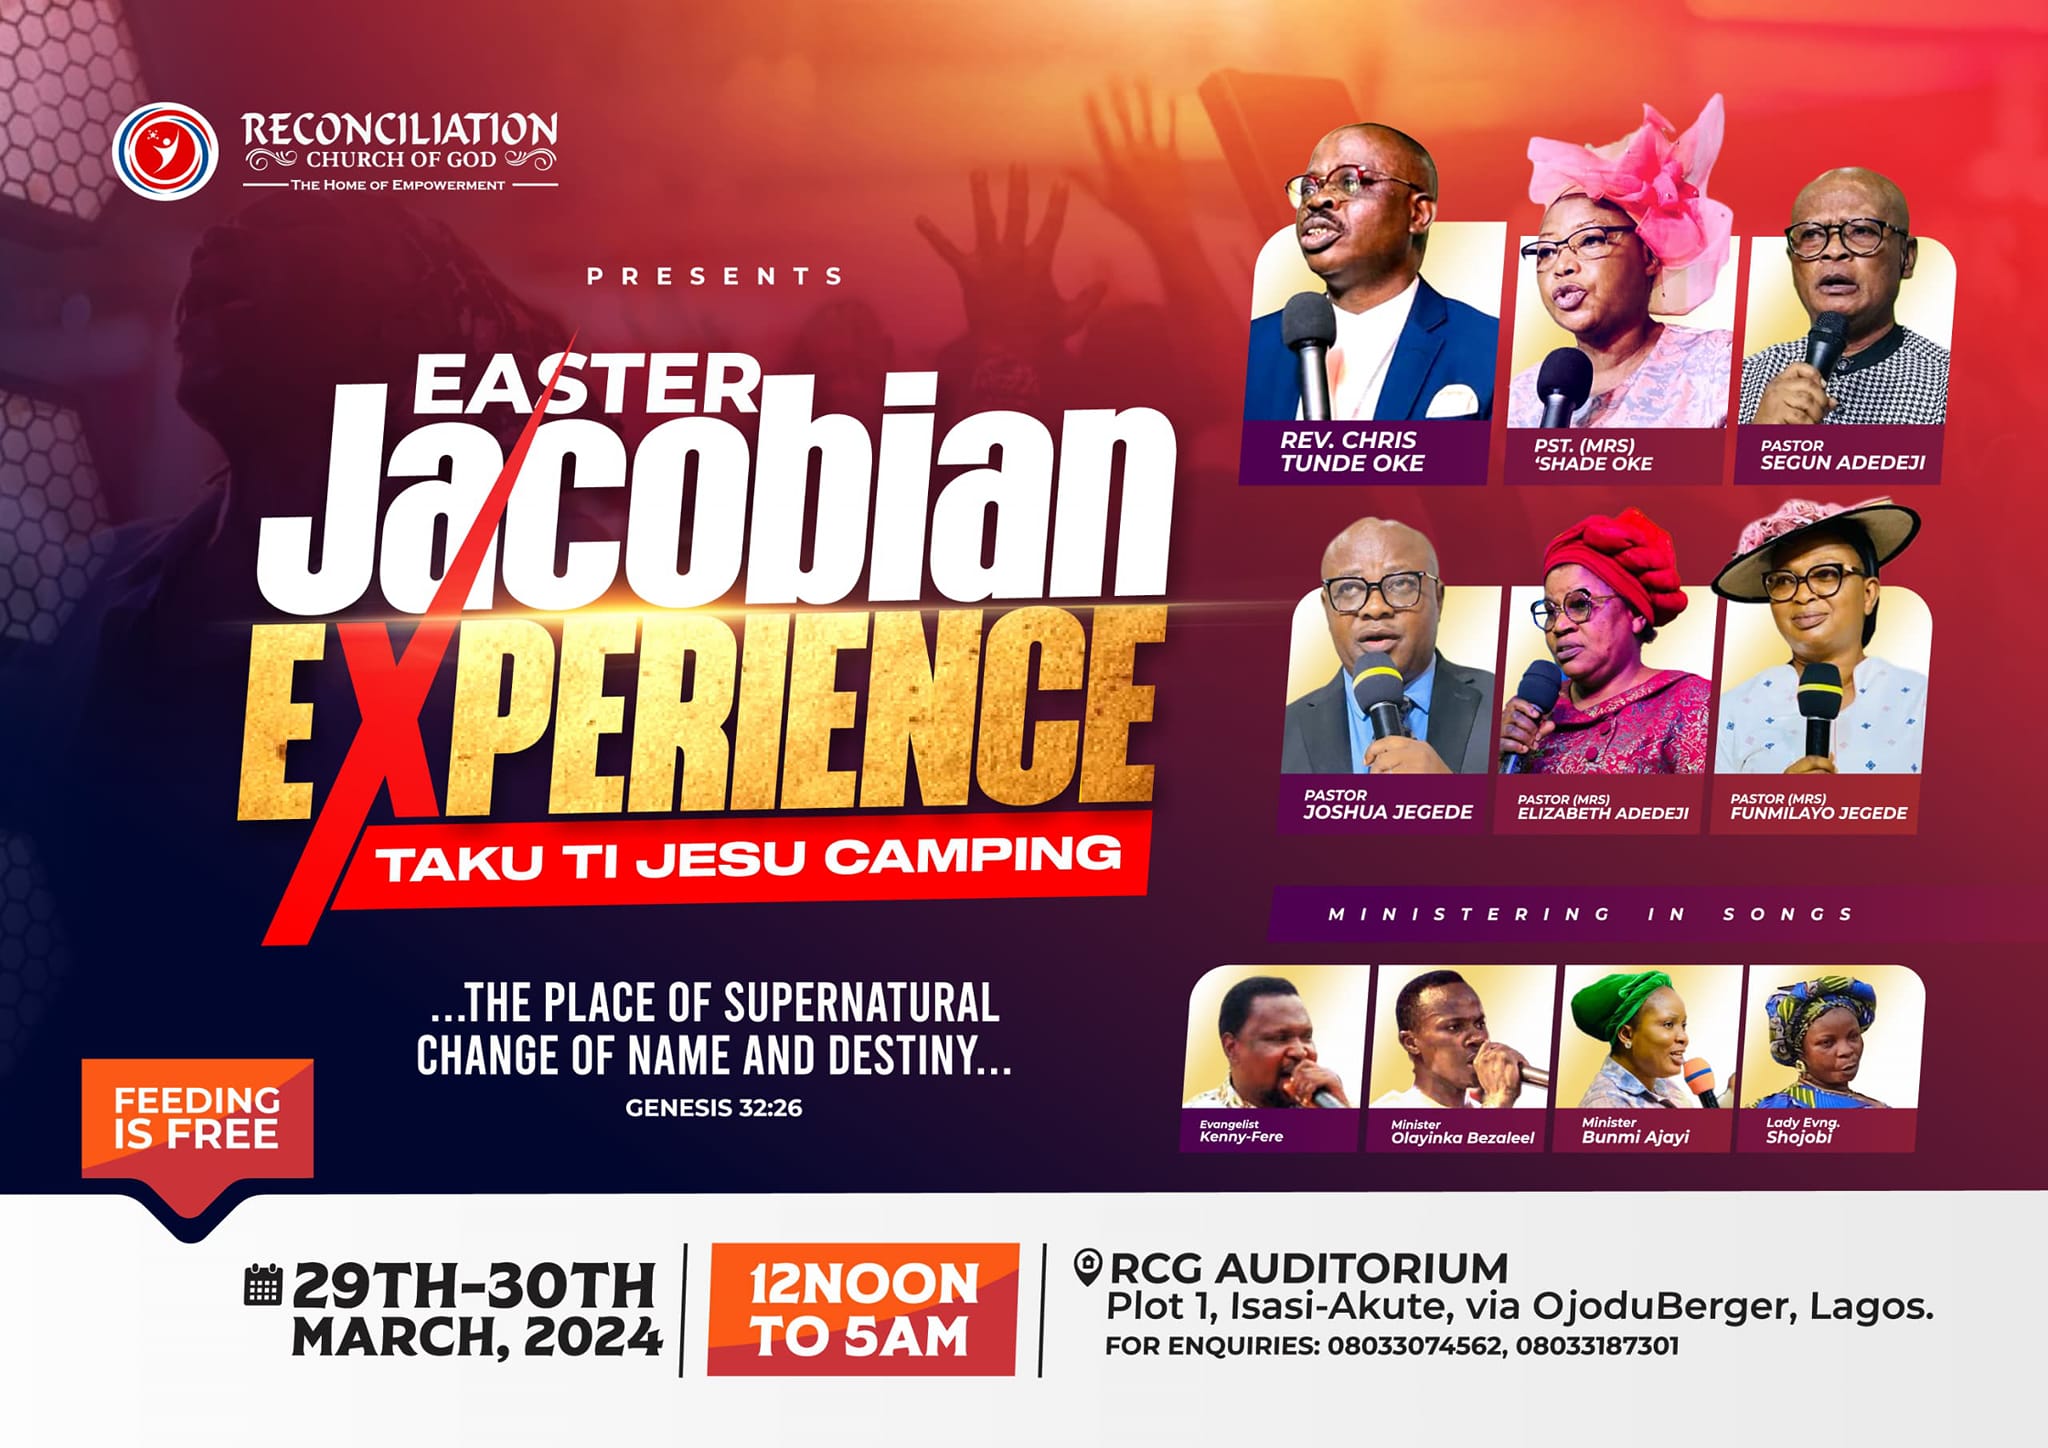 RECONCILIATION
CHURCH OF GOD
THE HOME OF EMPOWERMENT
PRESENTS
EASTER
Jacobian
EXPERIENCE
TAKU TI JESU CAMPING
...THE PLACE OF SUPERNATURAL
CHANGE OF NAME AND DESTINY...
GENESIS 32:26
FEEDING
IS FREE
REV. CHRIS
TUNDE OKE
PST. (MRS)
‘SHADE OKE
PASTOR
SEGUN ADEDEJI
PASTOR
JOSHUA JEGEDE
PASTOR (MRS)
ELIZABETH ADEDEJI
PASTOR (MRS)
FUNMILAYO JEGEDE
MINISTERING IN SONGS
Evangelist
Kenny-Fere
Minister
Olayinka Bezaleel
Minister
Bunmi Ajayi
Lady Evng.
Shojobi
29TH-30TH
MARCH, 2024
12NOON
TO 5AM
RCG AUDITORIUM
Plot 1, Isasi-Akute, via OjoduBerger, Lagos.
FOR ENQUIRIES: 08033074562, 08033187301